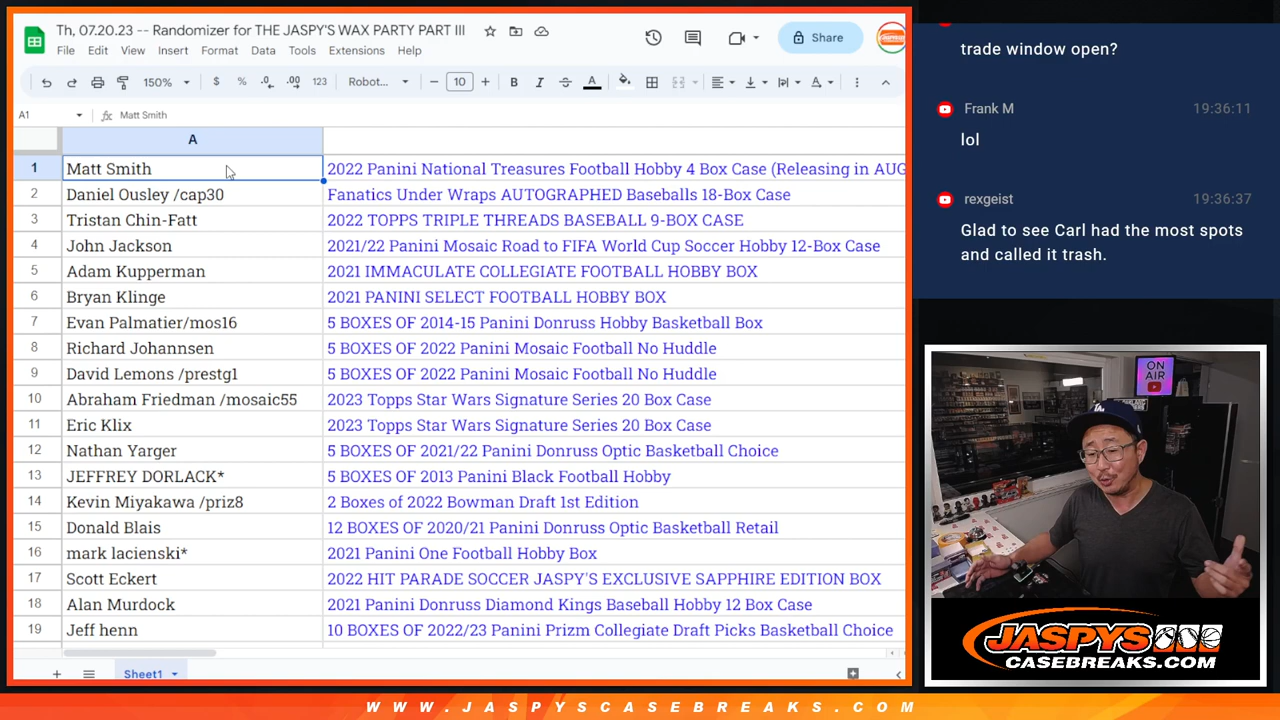 Th, 07.20.23 -- Randomizer for THE JASPY'S WAX PARTY PART III
File Edit View Insert Format Data Tools Extensions Help
Share
150% $ % .0 .00 123 Robot... 10 B I A
A1 fx Matt Smith
A
1 Matt Smith 2022 Panini National Treasures Football Hobby 4 Box Case (Releasing in AUG
2 Daniel Ousley /cap30 Fanatics Under Wraps AUTOGRAPHED Baseballs 18-Box Case
3 Tristan Chin-Fatt 2022 TOPPS TRIPLE THREADS BASEBALL 9-BOX CASE
4 John Jackson 2021/22 Panini Mosaic Road to FIFA World Cup Soccer Hobby 12-Box Case
5 Adam Kupperman 2021 IMMACULATE COLLEGIATE FOOTBALL HOBBY BOX
6 Bryan Klinge 2021 PANINI SELECT FOOTBALL HOBBY BOX
7 Evan Palmatier/mos16 5 BOXES OF 2014-15 Panini Donruss Hobby Basketball Box
8 Richard Johannsen 5 BOXES OF 2022 Panini Mosaic Football No Huddle
9 David Lemons /prestg1 5 BOXES OF 2022 Panini Mosaic Football No Huddle
10 Abraham Friedman /mosaic55 2023 Topps Star Wars Signature Series 20 Box Case
11 Eric Klix 2023 Topps Star Wars Signature Series 20 Box Case
12 Nathan Yarger 5 BOXES OF 2021/22 Panini Donruss Optic Basketball Choice
13 JEFFREY DORLACK* 5 BOXES OF 2013 Panini Black Football Hobby
14 Kevin Miyakawa /priz8 2 Boxes of 2022 Bowman Draft 1st Edition
15 Donald Blais 12 BOXES OF 2020/21 Panini Donruss Optic Basketball Retail
16 mark lacienski* 2021 Panini One Football Hobby Box
17 Scott Eckert 2022 HIT PARADE SOCCER JASPY'S EXCLUSIVE SAPPHIRE EDITION BOX
18 Alan Murdock 2021 Panini Donruss Diamond Kings Baseball Hobby 12 Box Case
19 Jeff henn 10 BOXES OF 2022/23 Panini Prizm Collegiate Draft Picks Basketball Choice
Sheet1
trade window open?
Frank M 19:36:11
lol
rexgeist 19:36:37
Glad to see Carl had the most spots
and called it trash.
ON
AIR
JASPYS
CASEBREAKS.COM
WWW.JASPYSCASEBREAKS.COM